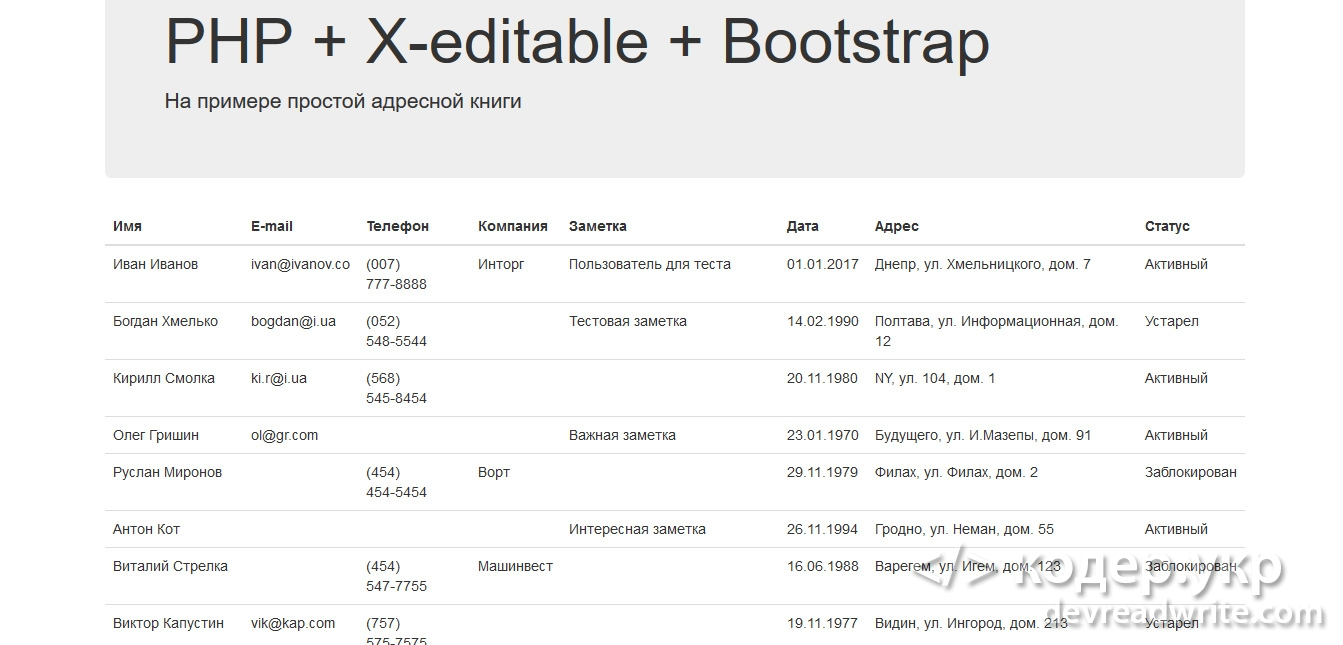 PHP + X-editable + Bootstrap
На примере простой адресной книги
Имя E-mail Телефон Компания Заметка Дата Адрес Статус
Иван Иванов ivan@ivanov.co (007) Инторг Пользователь для теста 01.01.2017 Днепр, ул. Хмельницкого, дом. 7 Активный
777-8888
Богдан Хмелько bogdan@i.ua (052) Тестовая заметка 14.02.1990 Полтава, ул. Информационная, дом. Устарел
548-5544 12
Кирилл Смолка ki.r@i.ua (568) 20.11.1980 NY, ул. 104, дом. 1 Активный
545-8454
Олег Гришин ol@gr.com Важная заметка 23.01.1970 Будущего, ул. И.Мазепы, дом. 91 Активный
Руслан Миронов (454) Ворт 29.11.1979 Филах, ул. Филах, дом. 2 Заблокирован
454-5454
Антон Кот Интересная заметка 26.11.1994 Гродно, ул. Неман, дом. 55 Активный
Виталий Стрелка (454) Машинвест 16.06.1988 Варегем, ул. Игем, дом. 123 Заблокирован
547-7755
</> кодер.укр
devreadwrite.com
Виктор Капустин vik@kap.com (757) 19.11.1977 Видин, ул. Ингород, дом. 213 Устарел
575-7575